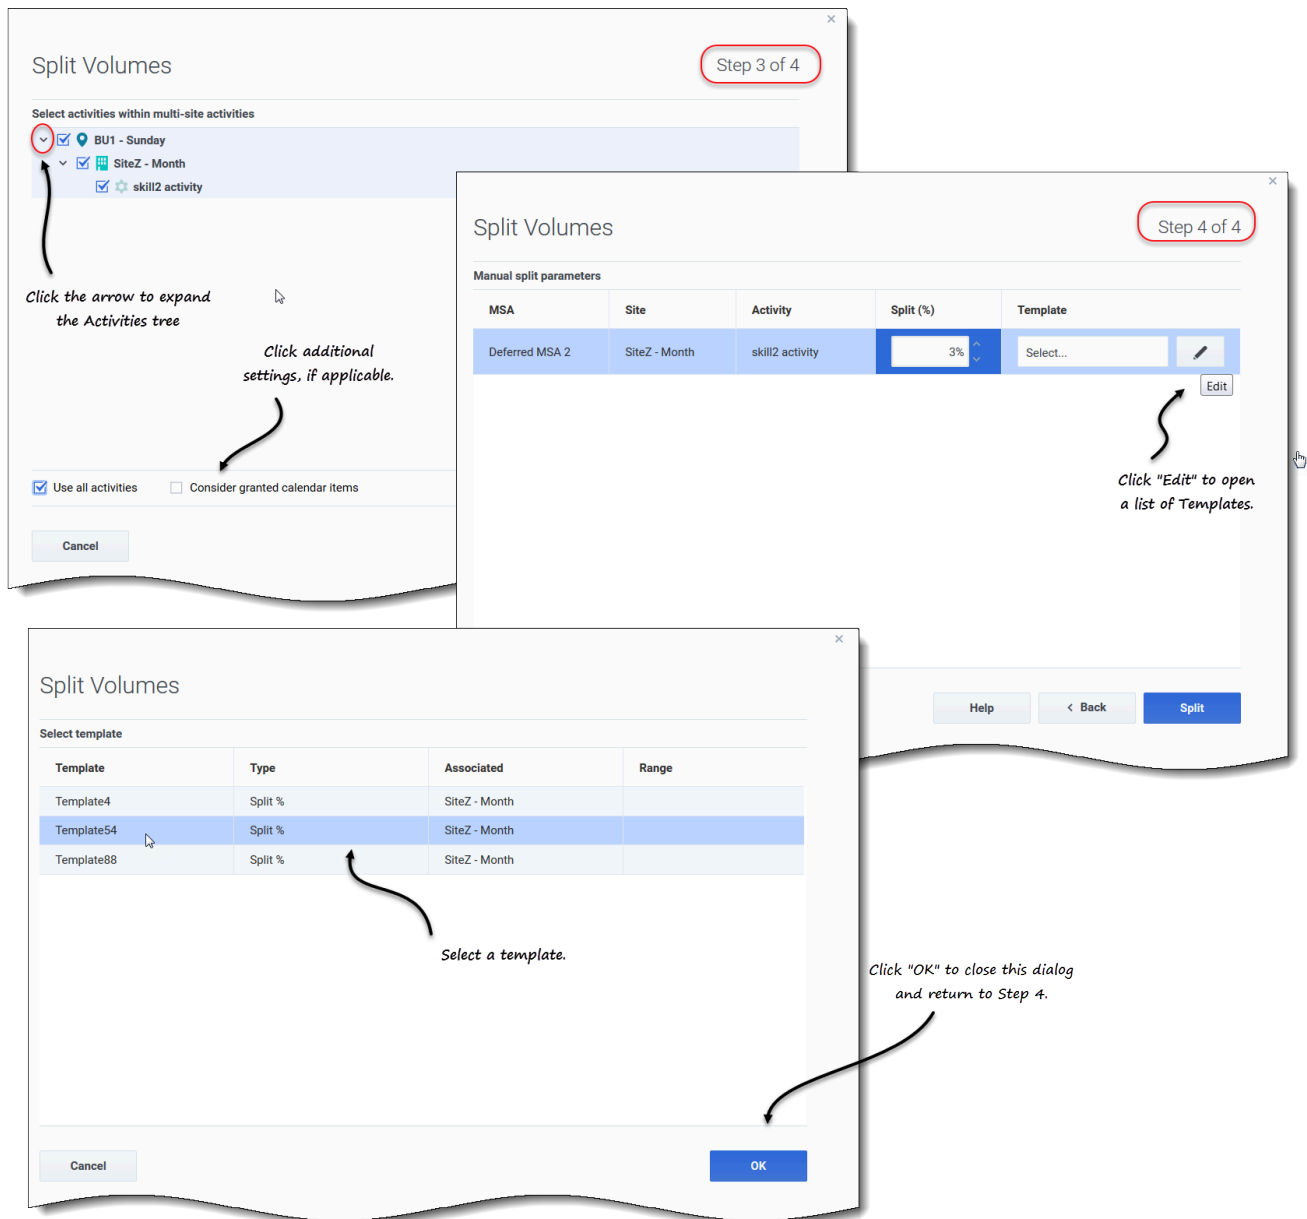 Split Volumes
Step 3 of 4
Select activities within multi-site activities
BU1 - Sunday
SiteZ - Month
skill2 activity
Click the arrow to expand
the Activities tree
Click additional
settings, if applicable.
Use all activities
Consider granted calendar items
Cancel
Split Volumes
Step 4 of 4
Manual split parameters
MSA Site Activity Split (%) Template
Deferred MSA 2 SiteZ - Month skill2 activity 3% Select...
Edit
Click "Edit" to open
a list of Templates.
Help < Back Split
Split Volumes
Select template
Template Type Associated Range
Template4 Split % SiteZ - Month
Template54 Split % SiteZ - Month
Template88 Split % SiteZ - Month
Select a template.
Click "OK" to close this dialog
and return to Step 4.
Cancel OK